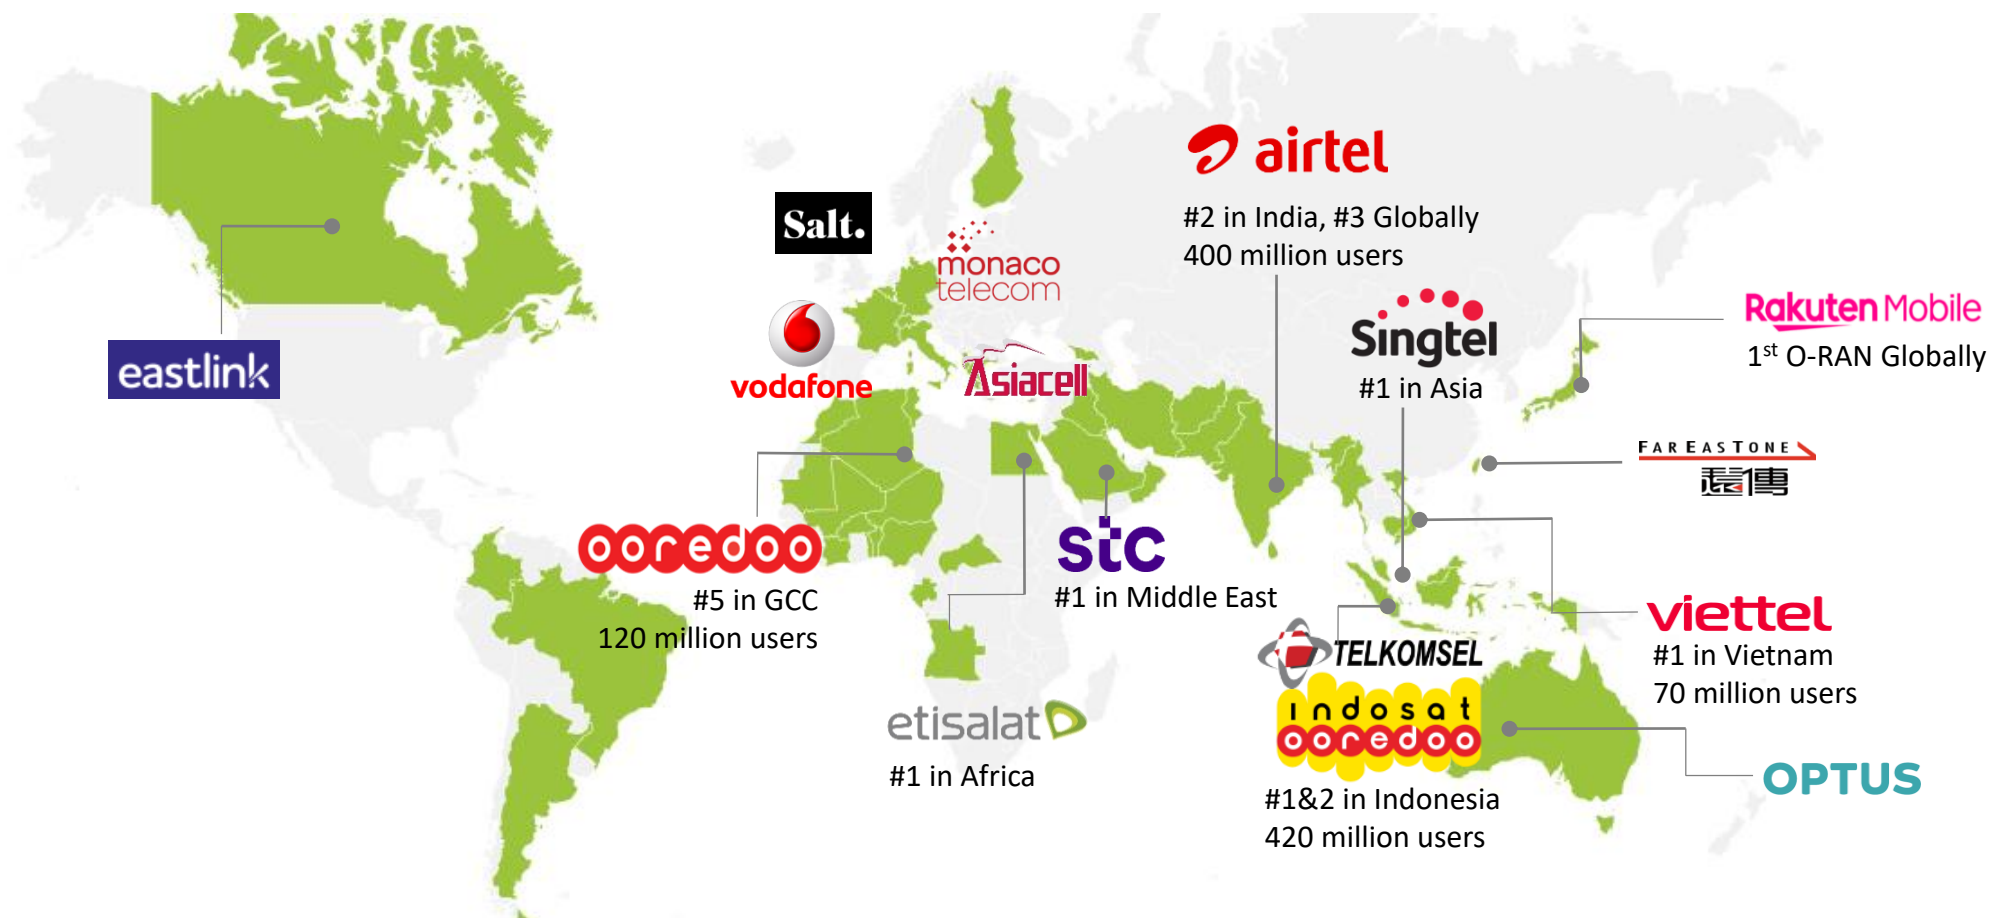 airtel
#2 in India, #3 Globally
400 million users
Salt.
monaco
telecom
Singtel
#1 in Asia
Rakuten Mobile
1st O-RAN Globally
vodafone
Asiacell
eastlink
FAREASTONE
遠傳
ooredoo
#5 in GCC
120 million users
stc
#1 in Middle East
viettel
#1 in Vietnam
70 million users
TELKOMSEL
indosat
ooredoo
#1&2 in Indonesia
420 million users
etisalat
#1 in Africa
OPTUS